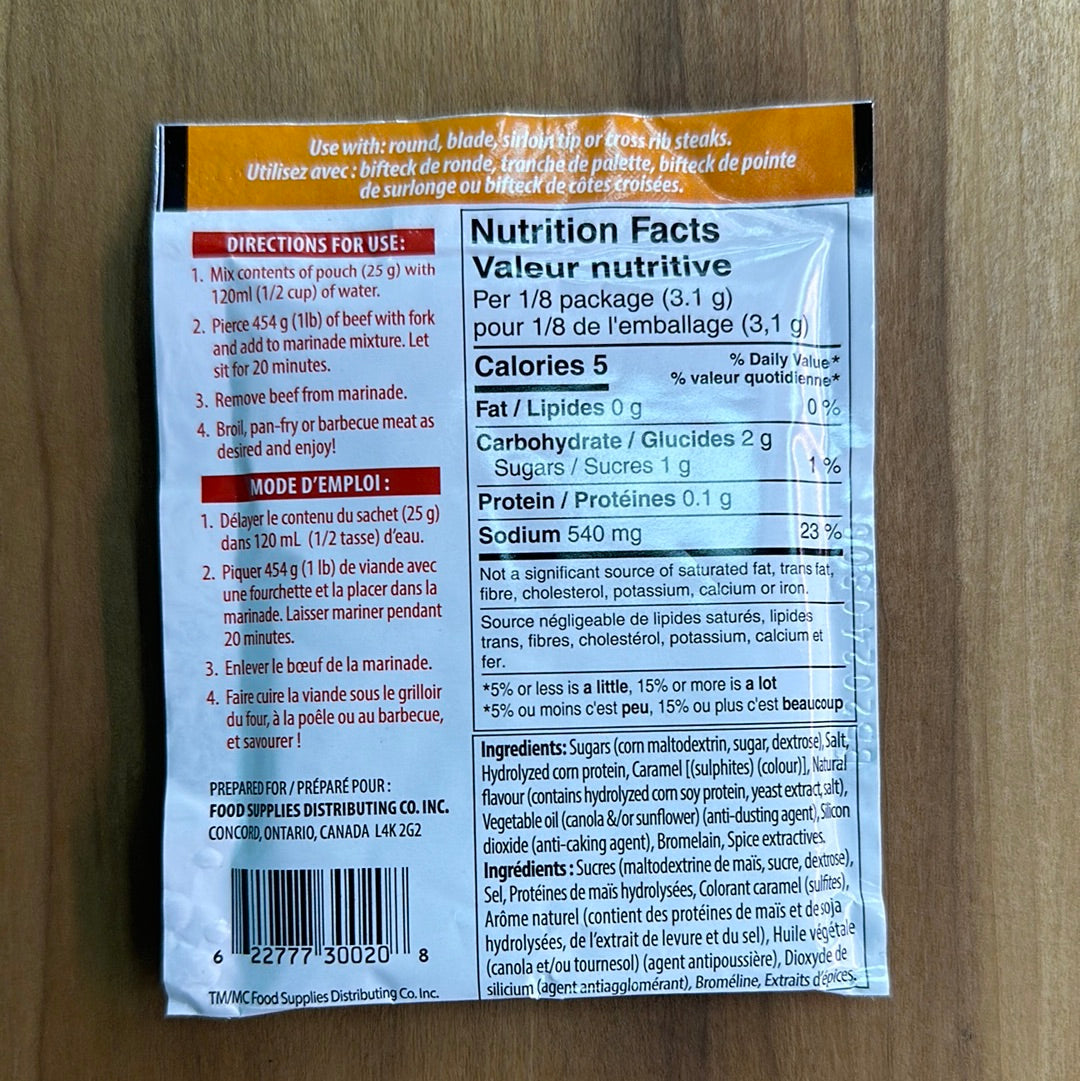 Use with: round, blade, sirloin tip or cross rib steaks.
Utilisez avec : bifteck de ronde, tranche de palette, bifteck de pointe
de surlonge ou bifteck de côtes croisées.
DIRECTIONS FOR USE:
1. Mix contents of pouch (25 g) with
120ml (1/2 cup) of water.
2. Pierce 454 g (1lb) of beef with fork
and add to marinade mixture. Let
sit for 20 minutes.
3. Remove beef from marinade.
4. Broil, pan-fry or barbecue meat as
desired and enjoy!
MODE D'EMPLOI :
1. Délayer le contenu du sachet (25 g)
dans 120 mL (1/2 tasse) d'eau.
2. Piquer 454 g (1 lb) de viande avec
une fourchette et la placer dans la
marinade. Laisser mariner pendant
20 minutes.
3. Enlever le bœuf de la marinade.
4. Faire cuire la viande sous le grilloir
du four, à la poêle ou au barbecue,
et savourer !
PREPARED FOR / PRÉPARÉ POUR :
FOOD SUPPLIES DISTRIBUTING CO. INC.
CONCORD, ONTARIO, CANADA L4K 2G2
6 22777 30020 8
TM/MC Food Supplies Distributing Co. Inc.
Nutrition Facts
Valeur nutritive
Per 1/8 package (3.1 g)
pour 1/8 de l'emballage (3,1 g)
Calories 5
% Daily Value*
% valeur quotidienne*
Fat / Lipides 0 g 0 %
Carbohydrate / Glucides 2 g
Sugars / Sucres 1 g 1 %
Protein / Protéines 0.1 g
Sodium 540 mg 23 %
Not a significant source of saturated fat, trans fat,
fibre, cholesterol, potassium, calcium or iron.
Source négligeable de lipides saturés, lipides
trans, fibres, cholestérol, potassium, calcium et
fer.
*5% or less is a little, 15% or more is a lot
*5% ou moins c'est peu, 15% ou plus c'est beaucoup
Ingredients: Sugars (corn maltodextrin, sugar, dextrose), Salt,
Hydrolyzed corn protein, Caramel [(sulphites) (colour)], Natural
flavour (contains hydrolyzed corn soy protein, yeast extract, salt),
Vegetable oil (canola &/or sunflower) (anti-dusting agent), Silicon
dioxide (anti-caking agent), Bromelain, Spice extractives.
Ingrédients : Sucres (maltodextrine de maïs, sucre, dextrose),
Sel, Protéines de maïs hydrolysées, Colorant caramel (sulfites),
Arôme naturel (contient des protéines de maïs et de soja
hydrolysées, de l'extrait de levure et du sel), Huile végétale
(canola et/ou tournesol) (agent antipoussière), Dioxyde de
silicium (agent antiagglomérant), Broméline, Extraits d'épices.